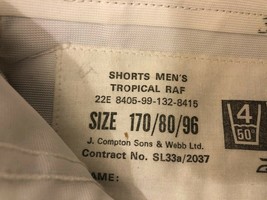 SHORTS MEN'S
TROPICAL RAF
22E 8405-99-132-8415
SIZE 170/80/96
J. Compton Sons & Webb Ltd.
Contract No. SL33a/2037
NAME:
4
50°